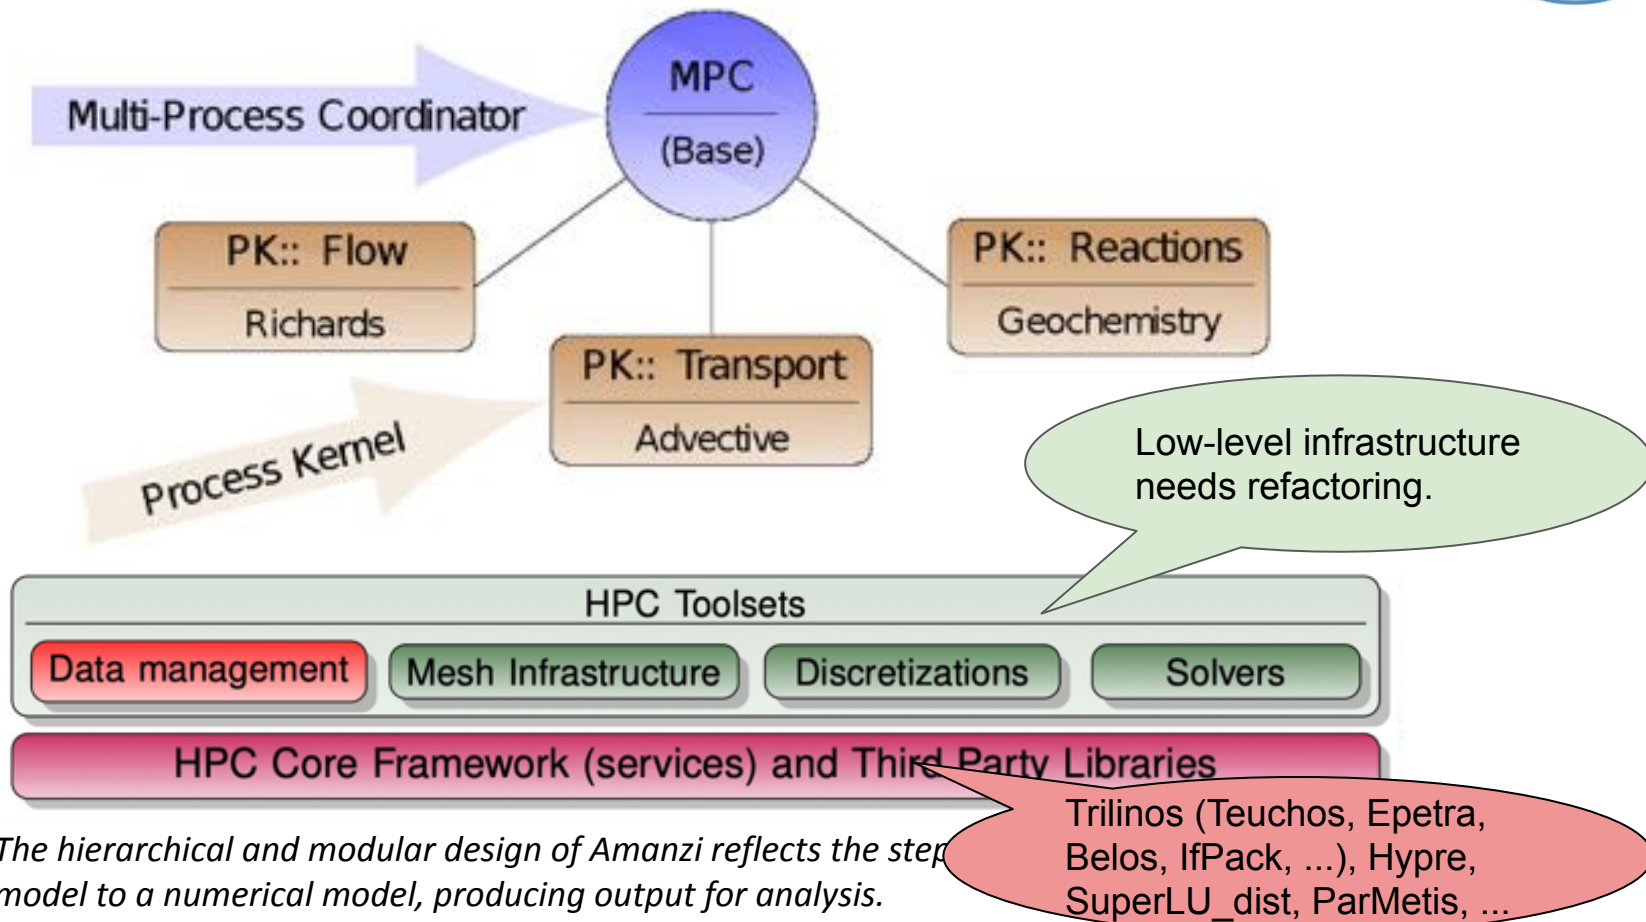 Multi-Process Coordinator
MPC
(Base)
PK:: Flow
Richards
PK:: Transport
Advective
PK:: Reactions
Geochemistry
Process Kernel
Low-level infrastructure
needs refactoring.
HPC Toolsets
Data management
Mesh Infrastructure
Discretizations
Solvers
HPC Core Framework (services) and Third Party Libraries
Trilinos (Teuchos, Epetra,
Belos, IfPack, ...), Hypre,
SuperLU_dist, ParMetis, ...
The hierarchical and modular design of Amanzi reflects the step
model to a numerical model, producing output for analysis.